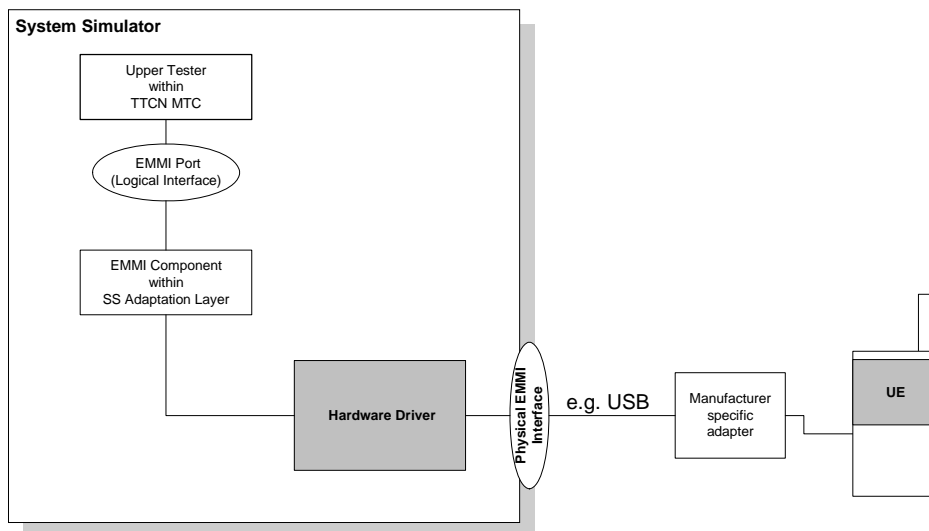 System Simulator
Upper Tester
within
TTCN MTC
EMMI Port
(Logical Interface)
EMMI Component
within
SS Adaptation Layer
Hardware Driver
Physical EMMI
Interface
e.g. USB
Manufacturer
specific
adapter
UE